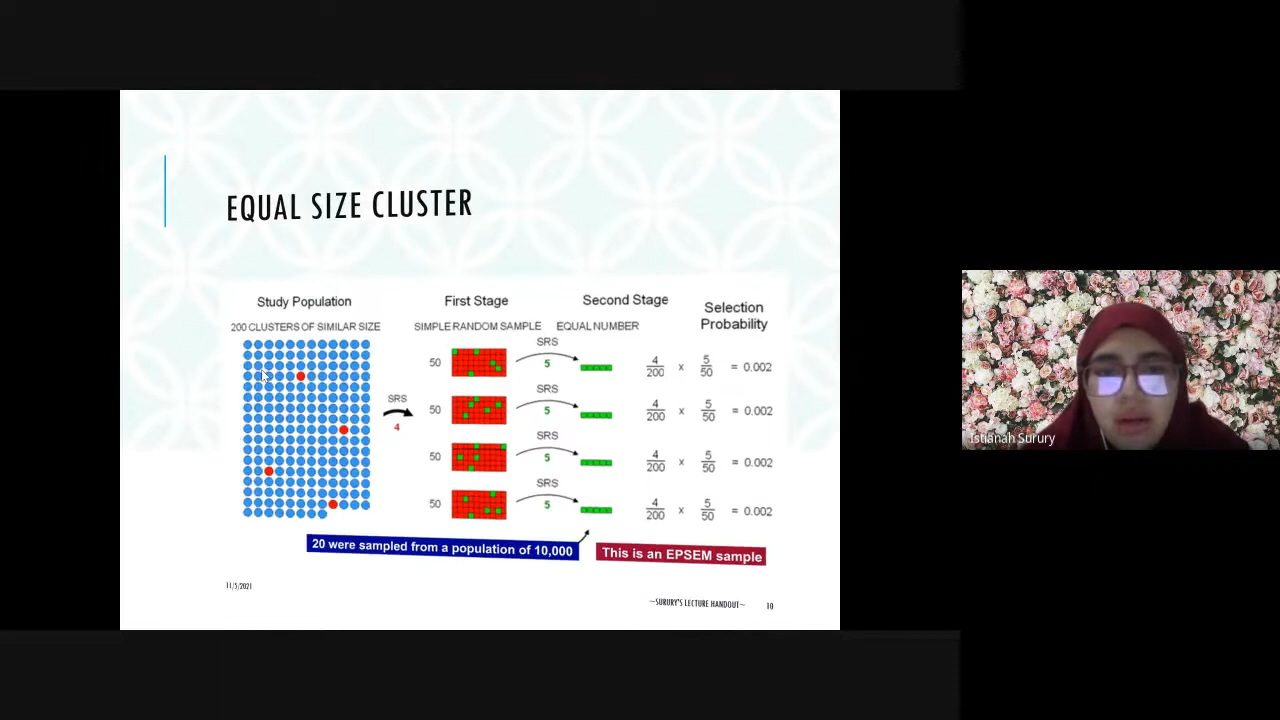 EQUAL SIZE CLUSTER
Study Population
First Stage
Second Stage
Selection
Probability
200 CLUSTERS OF SIMILAR SIZE
SIMPLE RANDOM SAMPLE
EQUAL NUMBER
SRS
4
50
SRS
5
4/200 x 5/50 = 0.002
50
SRS
5
4/200 x 5/50 = 0.002
50
SRS
5
4/200 x 5/50 = 0.002
50
SRS
5
4/200 x 5/50 = 0.002
20 were sampled from a population of 10,000
This is an EPSEM sample
11/5/2021
~SURURY'S LECTURE HANDOUT~
10
Istianah Surury